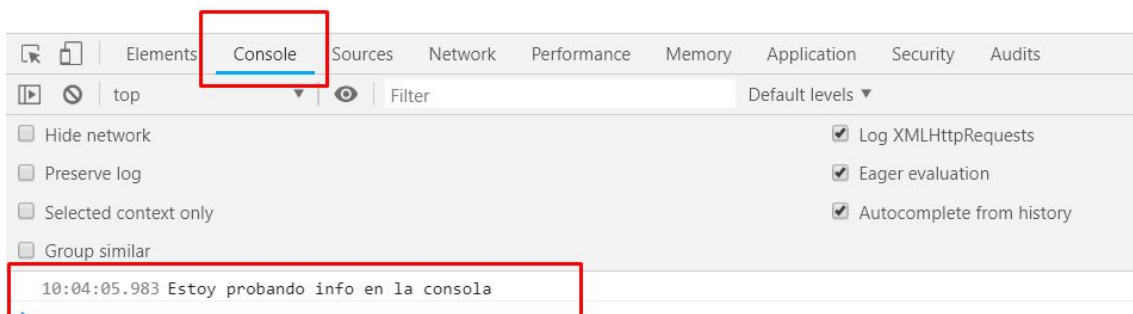 Elements Console Sources Network Performance Memory Application Security Audits
top Filter Default levels
Hide network Log XMLHttpRequests
Preserve log Eager evaluation
Selected context only Autocomplete from history
Group similar
10:04:05.983 Estoy probando info en la consola